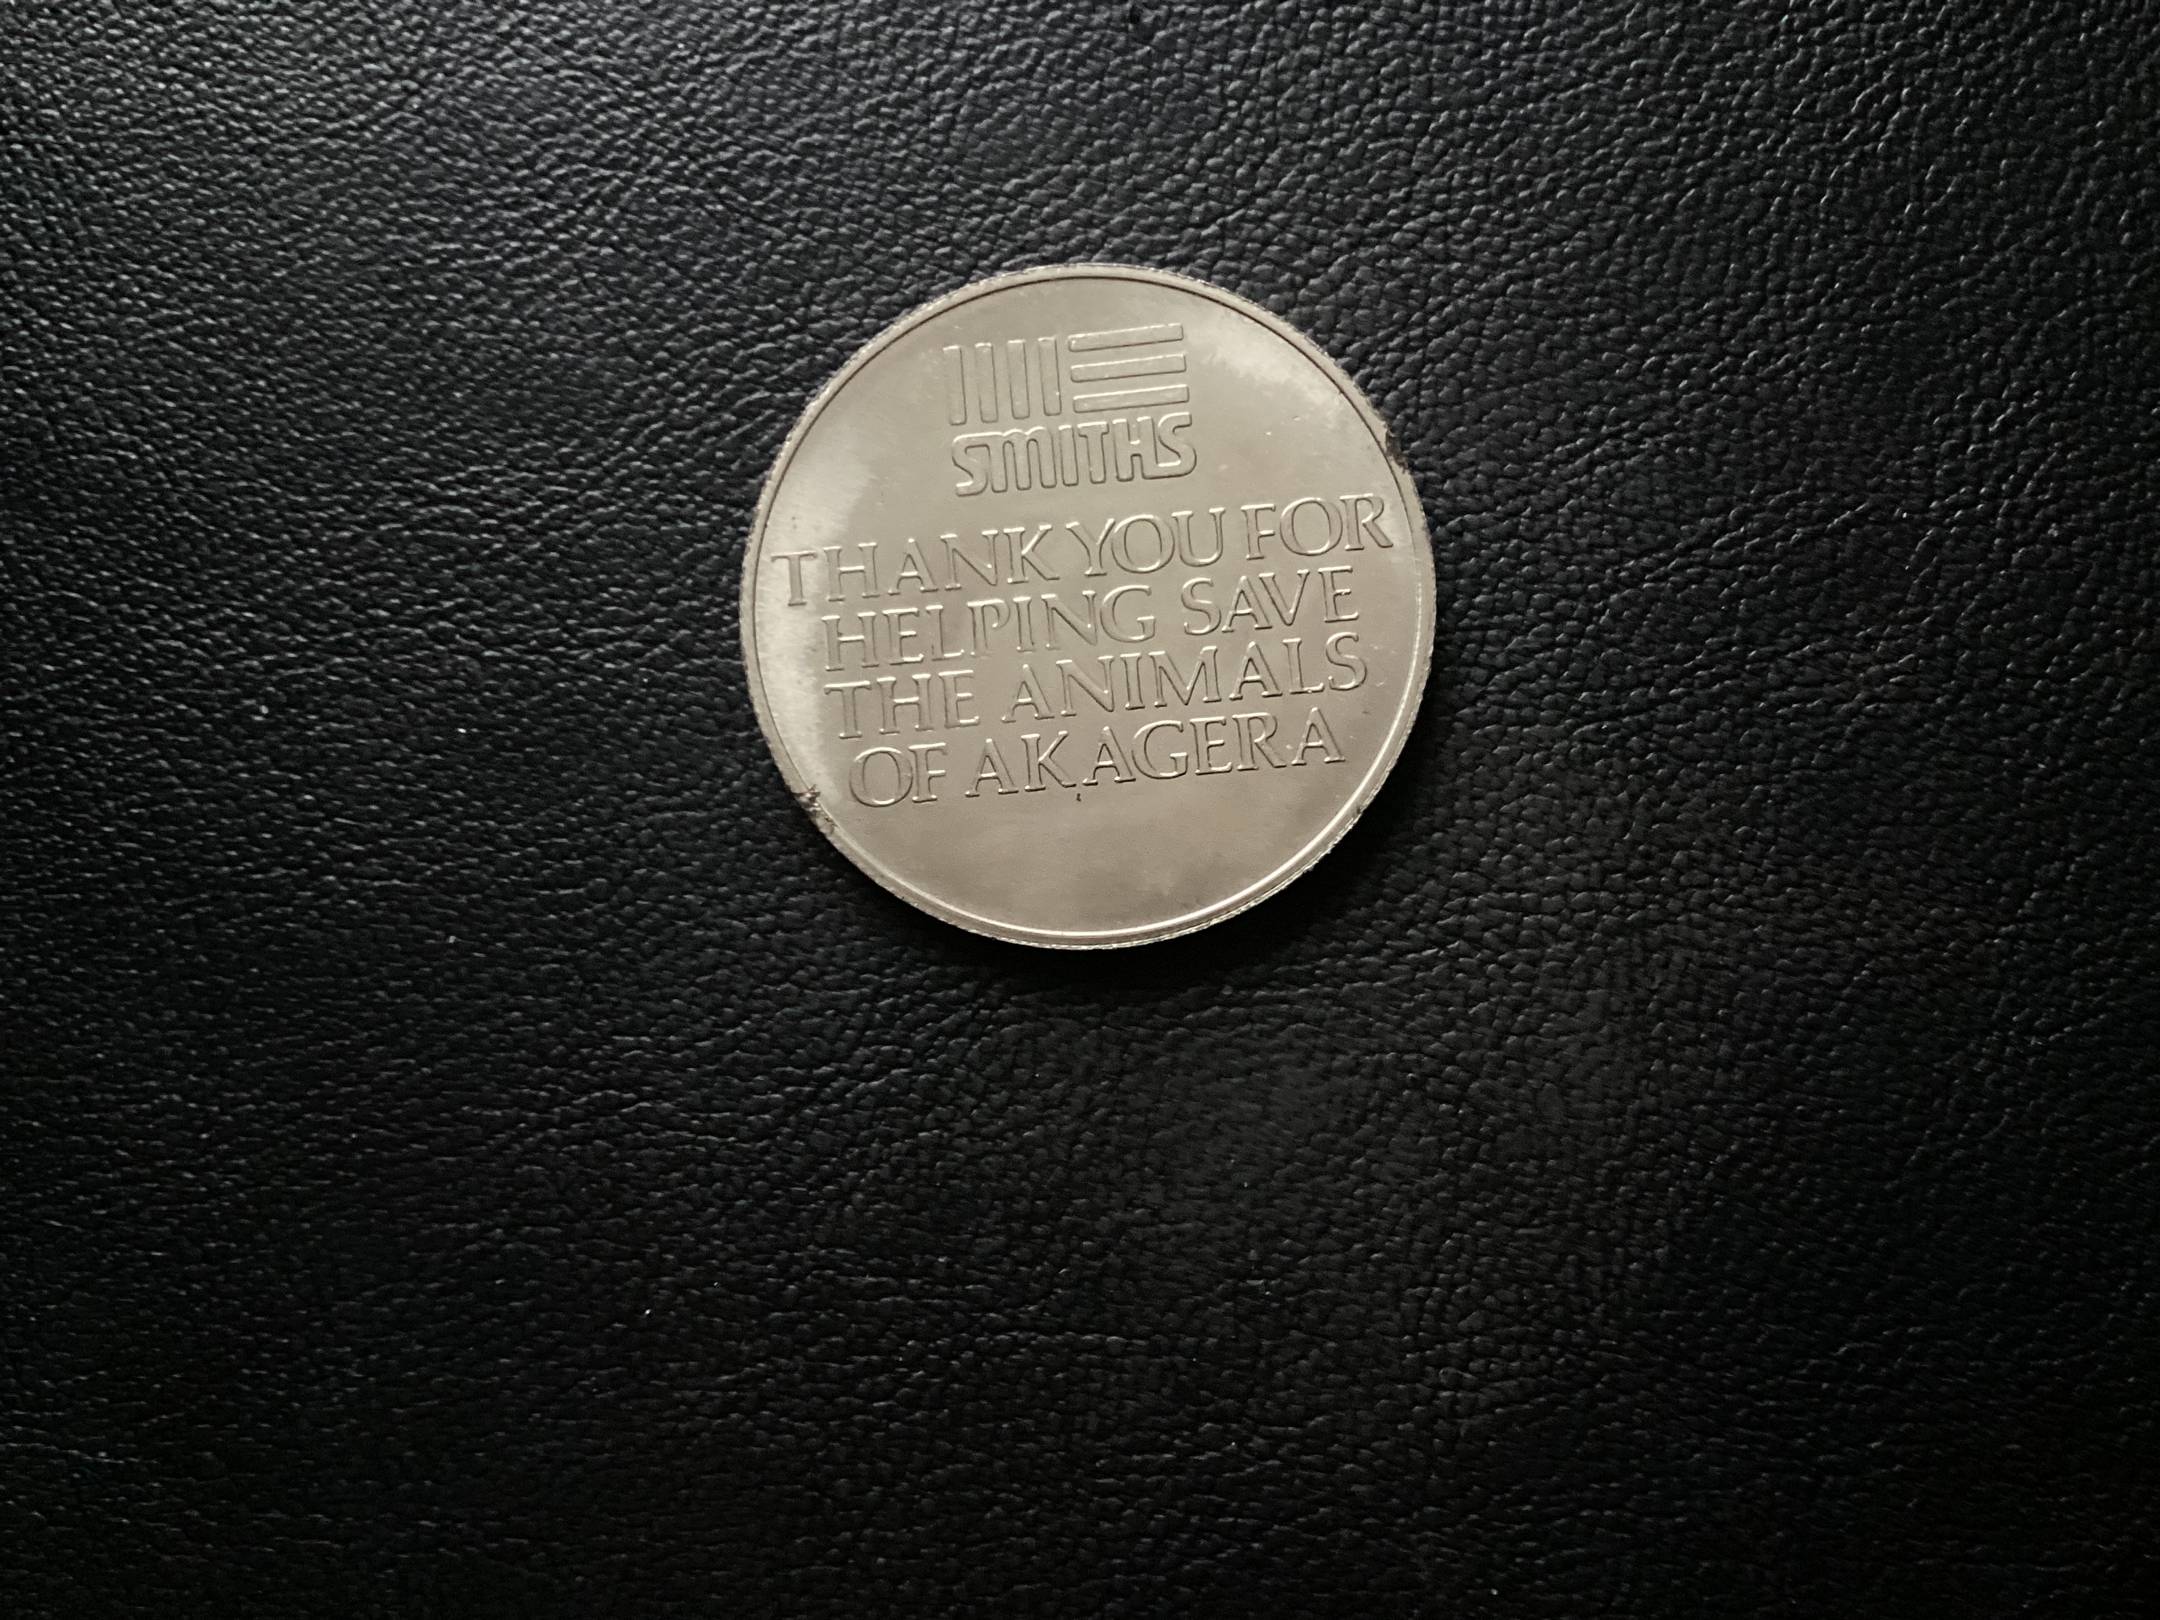 SMITHS
THANK YOU FOR
HELPING SAVE
THE ANIMALS
OF AKAGERA